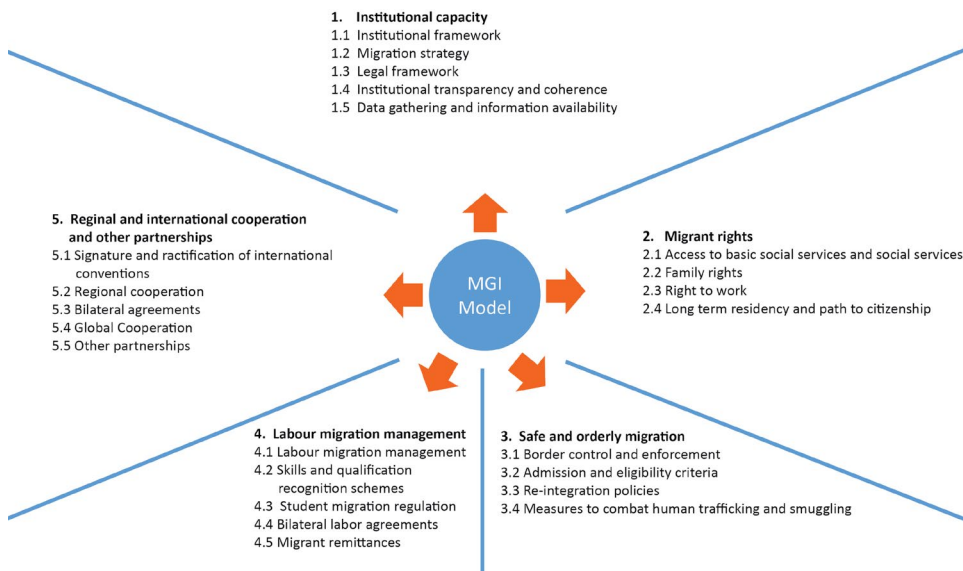 1. Institutional capacity
1.1 Institutional framework
1.2 Migration strategy
1.3 Legal framework
1.4 Institutional transparency and coherence
1.5 Data gathering and information availability
5. Reginal and international cooperation
and other partnerships
5.1 Signature and ractification of international
conventions
5.2 Regional cooperation
5.3 Bilateral agreements
5.4 Global Cooperation
5.5 Other partnerships
MGI
Model
2. Migrant rights
2.1 Access to basic social services and social services
2.2 Family rights
2.3 Right to work
2.4 Long term residency and path to citizenship
4. Labour migration management
4.1 Labour migration management
4.2 Skills and qualification
recognition schemes
4.3 Student migration regulation
4.4 Bilateral labor agreements
4.5 Migrant remittances
3. Safe and orderly migration
3.1 Border control and enforcement
3.2 Admission and eligibility criteria
3.3 Re-integration policies
3.4 Measures to combat human trafficking and smuggling